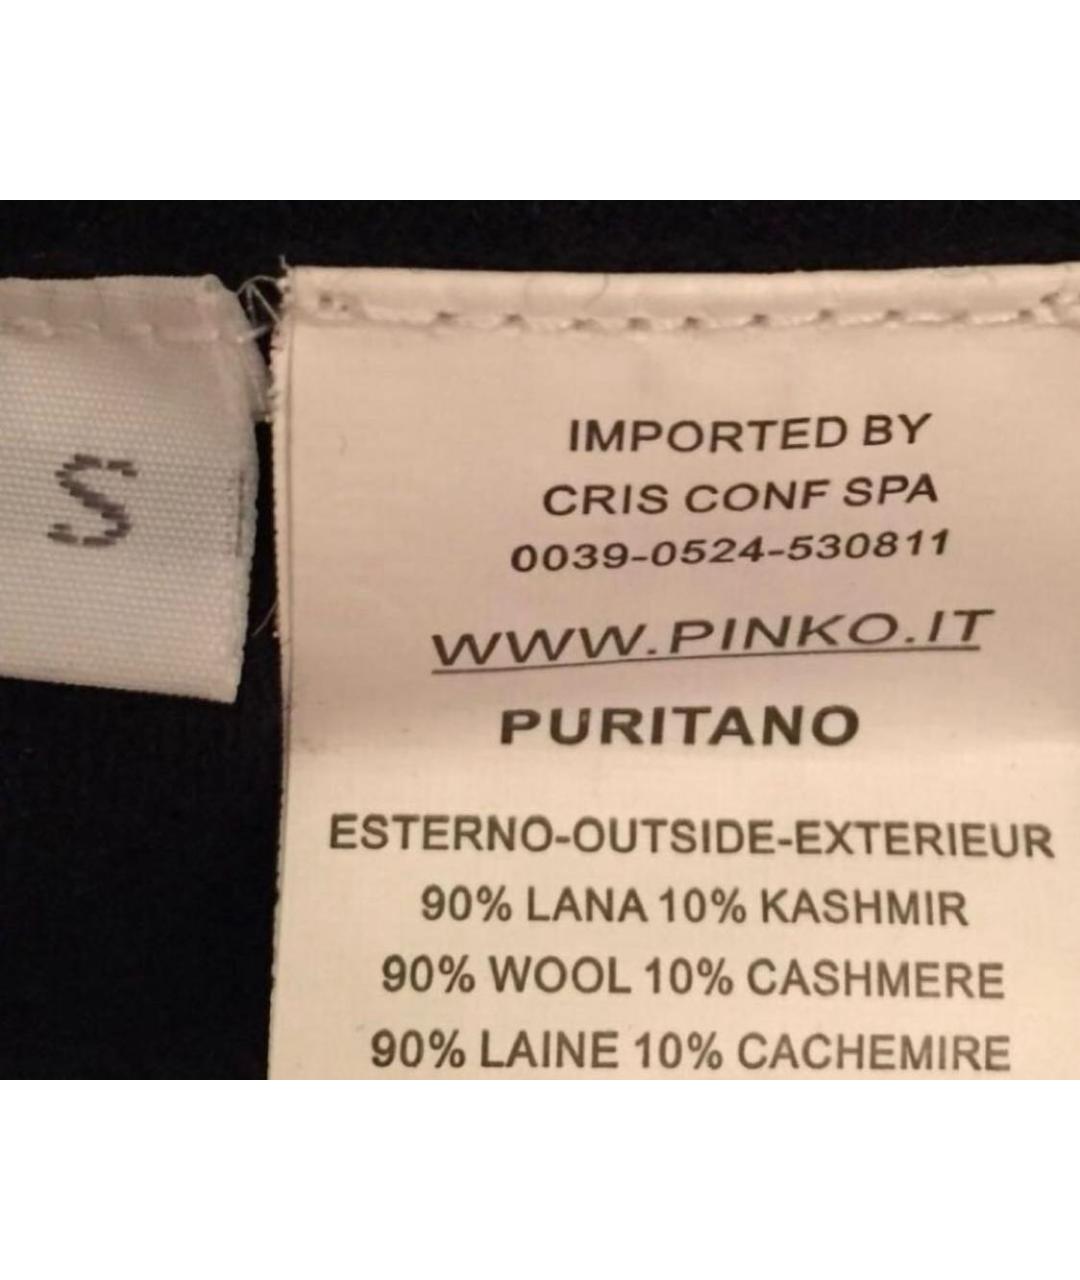 S
IMPORTED BY
CRIS CONF SPA
0039-0524-530811
WWW.PINKO.IT
PURITANO
ESTERNO-OUTSIDE-EXTERIEUR
90% LANA 10% KASHMIR
90% WOOL 10% CASHMERE
90% LAINE 10% CACHEMIRE